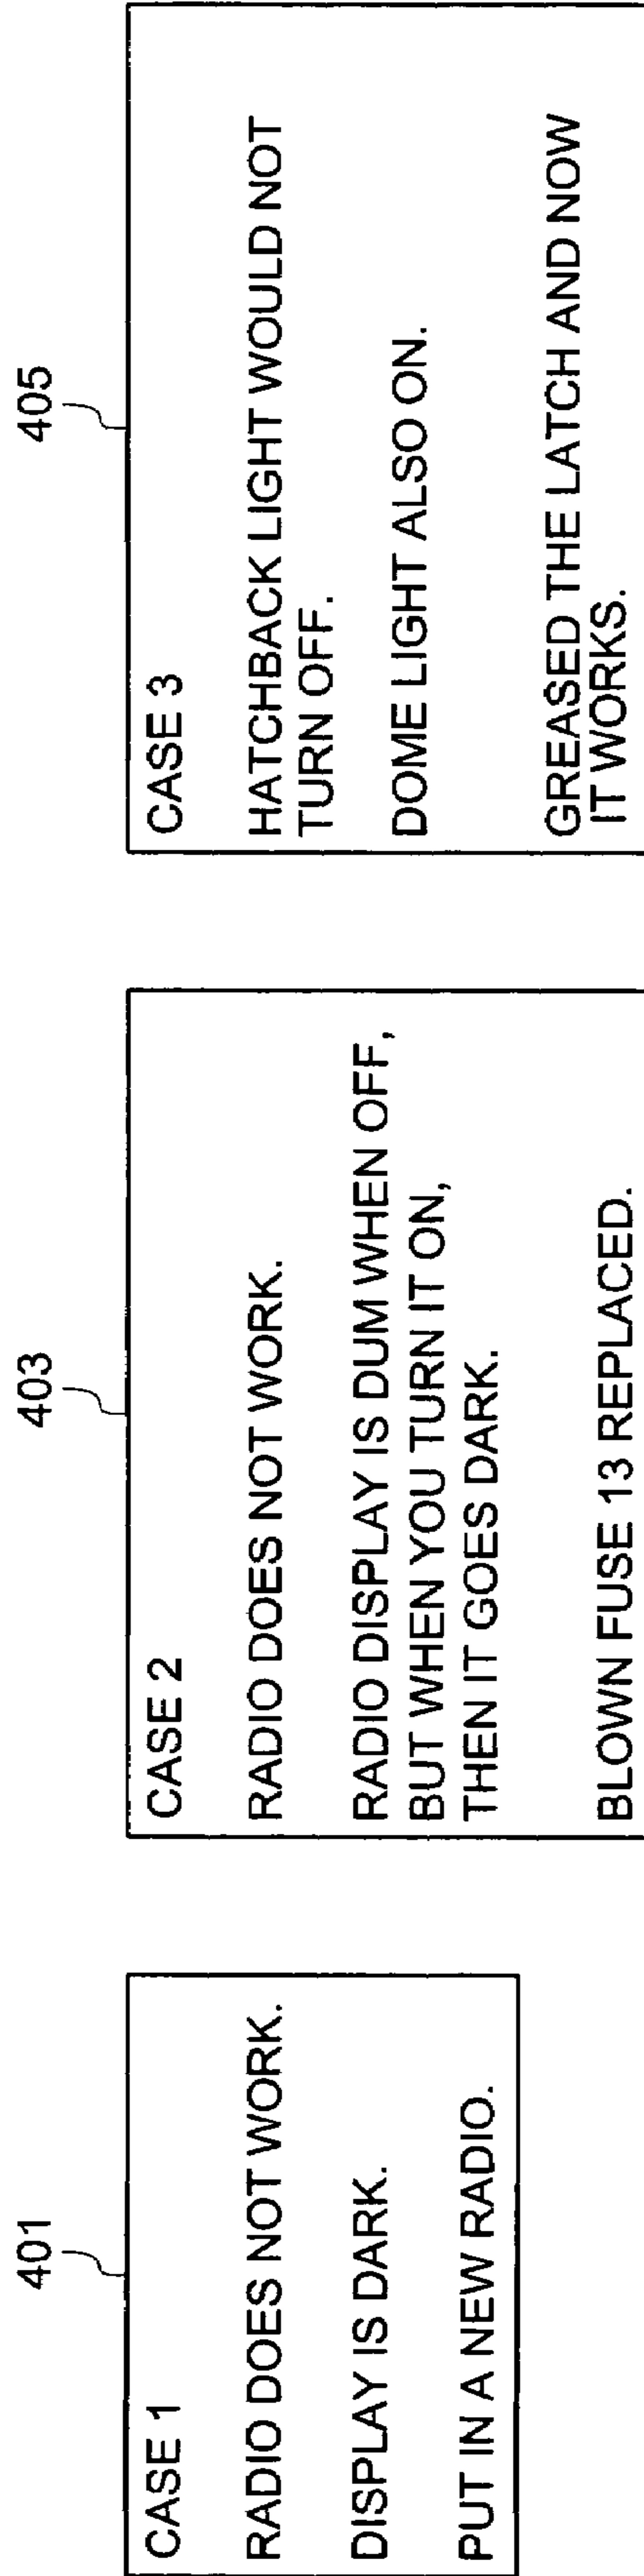 401
CASE 1
RADIO DOES NOT WORK.
DISPLAY IS DARK.
PUT IN A NEW RADIO.
403
CASE 2
RADIO DOES NOT WORK.
RADIO DISPLAY IS DUM WHEN OFF,
BUT WHEN YOU TURN IT ON,
THEN IT GOES DARK.
BLOWN FUSE 13 REPLACED.
405
CASE 3
HATCHBACK LIGHT WOULD NOT
TURN OFF.
DOME LIGHT ALSO ON.
GREASED THE LATCH AND NOW
IT WORKS.